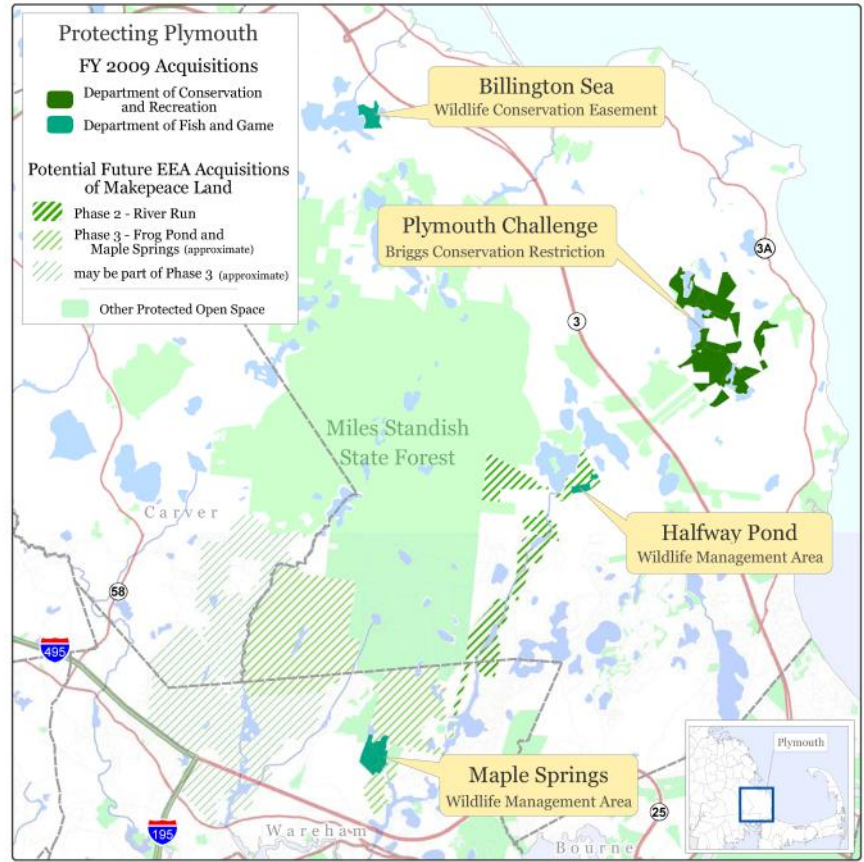 Protecting Plymouth
FY 2009 Acquisitions
Department of Conservation
and Recreation
Department of Fish and Game
Potential Future EEA Acquisitions
of Makepeace Land
Phase 2 - River Run
Phase 3 - Frog Pond and
Maple Springs (approximate)
may be part of Phase 3 (approximate)
Other Protected Open Space
Billington Sea
Wildlife Conservation Easement
Plymouth Challenge
Briggs Conservation Restriction
3A
3
Miles Standish
State Forest
Carver
Halfway Pond
Wildlife Management Area
58
495
Maple Springs
Wildlife Management Area
Plymouth
195
Wareham
25
Bourne